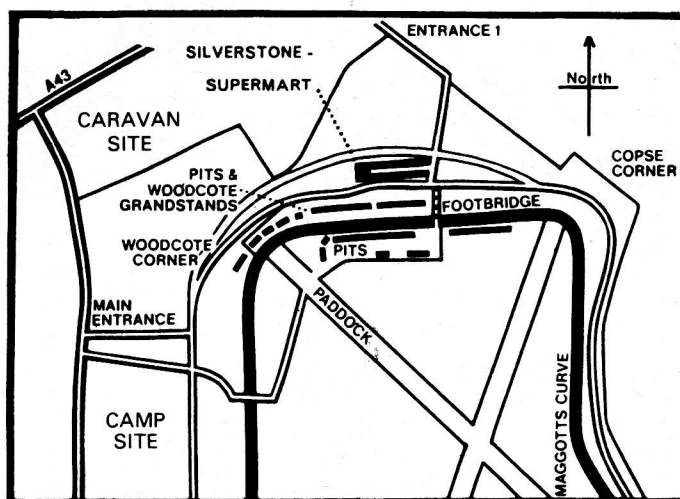 ENTRANCE 1
SILVERSTONE -
SUPERMART
A43
North
CARAVAN
SITE
COPSE
CORNER
PITS &
WOODCOTE
GRANDSTANDS
FOOTBRIDGE
WOODCOTE
CORNER
PITS
MAIN
ENTRANCE
PADDOCK
MAGGOTTS CURVE
CAMP
SITE